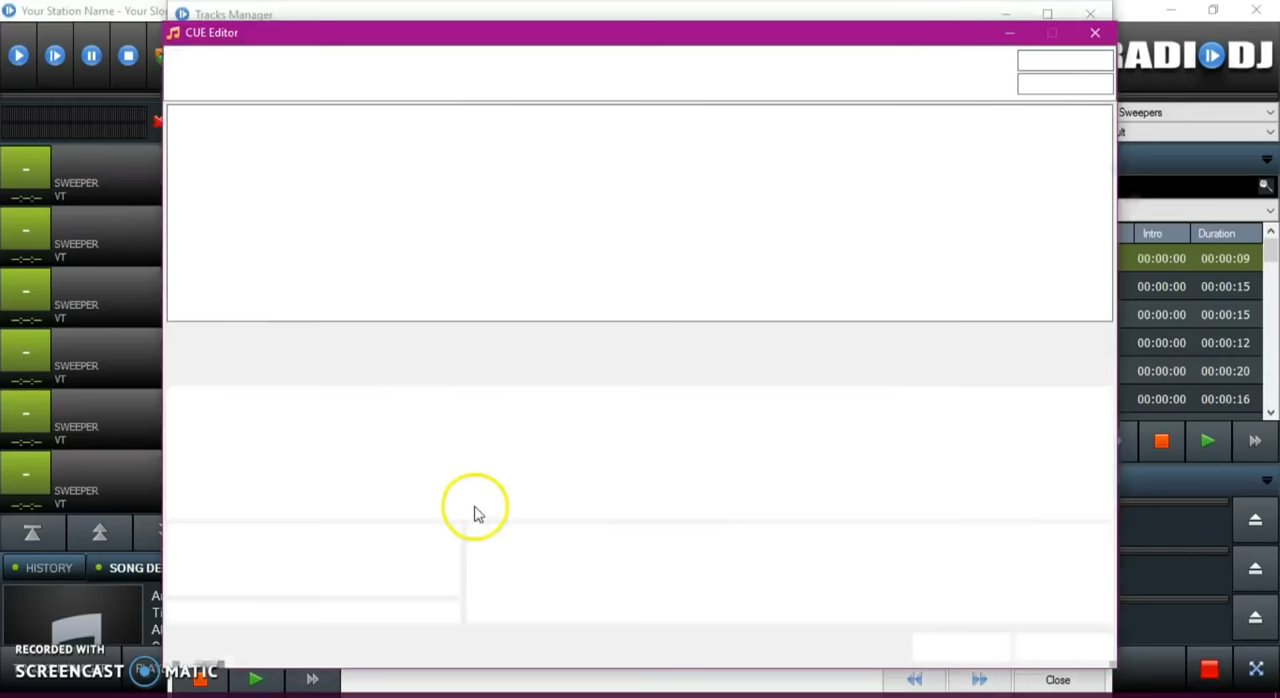 Your Station Name - Your Slo
Tracks Manager
CUE Editor
RADIODJ
Sweepers
Intro
Duration
00:00:00 00:00:09
00:00:00 00:00:15
00:00:00 00:00:15
00:00:00 00:00:12
00:00:00 00:00:20
00:00:00 00:00:16
-
SWEEPER
--:--:-- VT
-
SWEEPER
--:--:-- VT
-
SWEEPER
--:--:-- VT
-
SWEEPER
--:--:-- VT
-
SWEEPER
--:--:-- VT
-
SWEEPER
--:--:-- VT
HISTORY
SONG DE
RECORDED WITH
SCREENCAST MATIC
Close